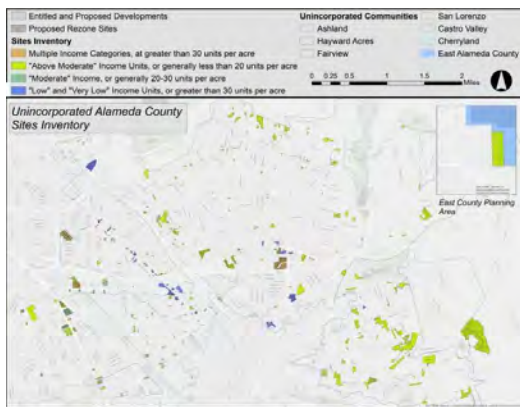 Entitled and Proposed Developments
Proposed Rezone Sites
Sites Inventory
Multiple Income Categories, at greater than 30 units per acre
"Above Moderate" Income Units, or generally less than 20 units per acre
"Moderate" Income, or generally 20-30 units per acre
"Low" and "Very Low" Income Units, or greater than 30 units per acre
Unincorporated Communities
Ashland
Hayward Acres
Fairview
San Lorenzo
Castro Valley
Cherryland
East Alameda County
0 0.25 0.5 1 1.5 2
Miles
Unincorporated Alameda County
Sites Inventory
East County Planning
Area